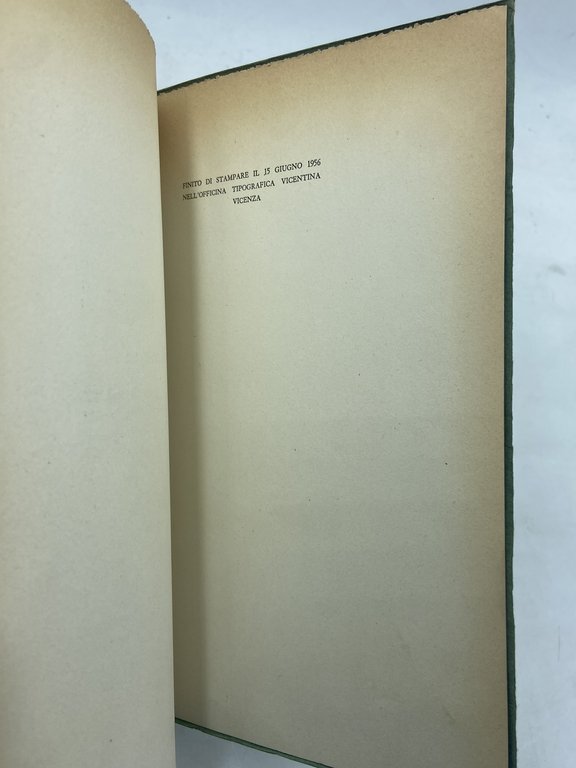 FINITO DI STAMPARE IL 15 GIUGNO 1956
NELL'OFFICINA TIPOGRAFICA VICENTINA
VICENZA